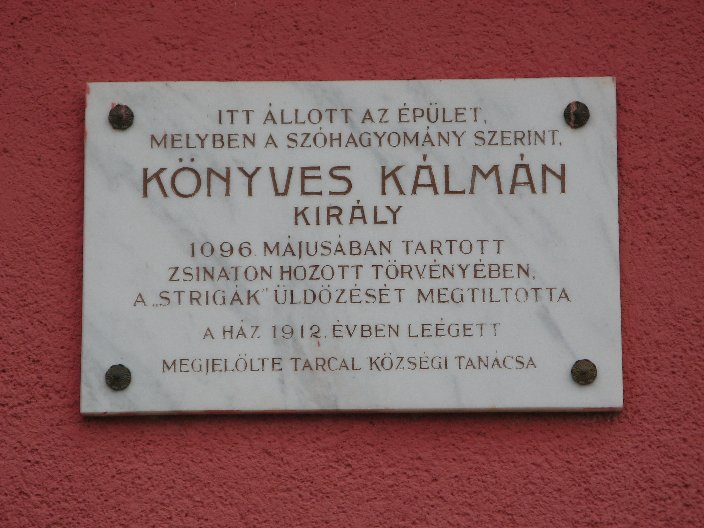 ITT ÁLLOTT AZ ÉPÜLET,
MELYBEN A SZÓHAGYOMÁNY SZERINT,
KÖNYVES KÁLMÁN
KIRÁLY
1096. MÁJUSÁBAN TARTOTT
ZSINATON HOZOTT TÖRVÉNYÉBEN,
A „STRIGÁK" ÜLDÖZÉSÉT MEGTILTOTTA
A HÁZ 1912. ÉVBEN LEÉGETT
MEGJELÖLTE TARCAL KÖZSÉGI TANÁCSA